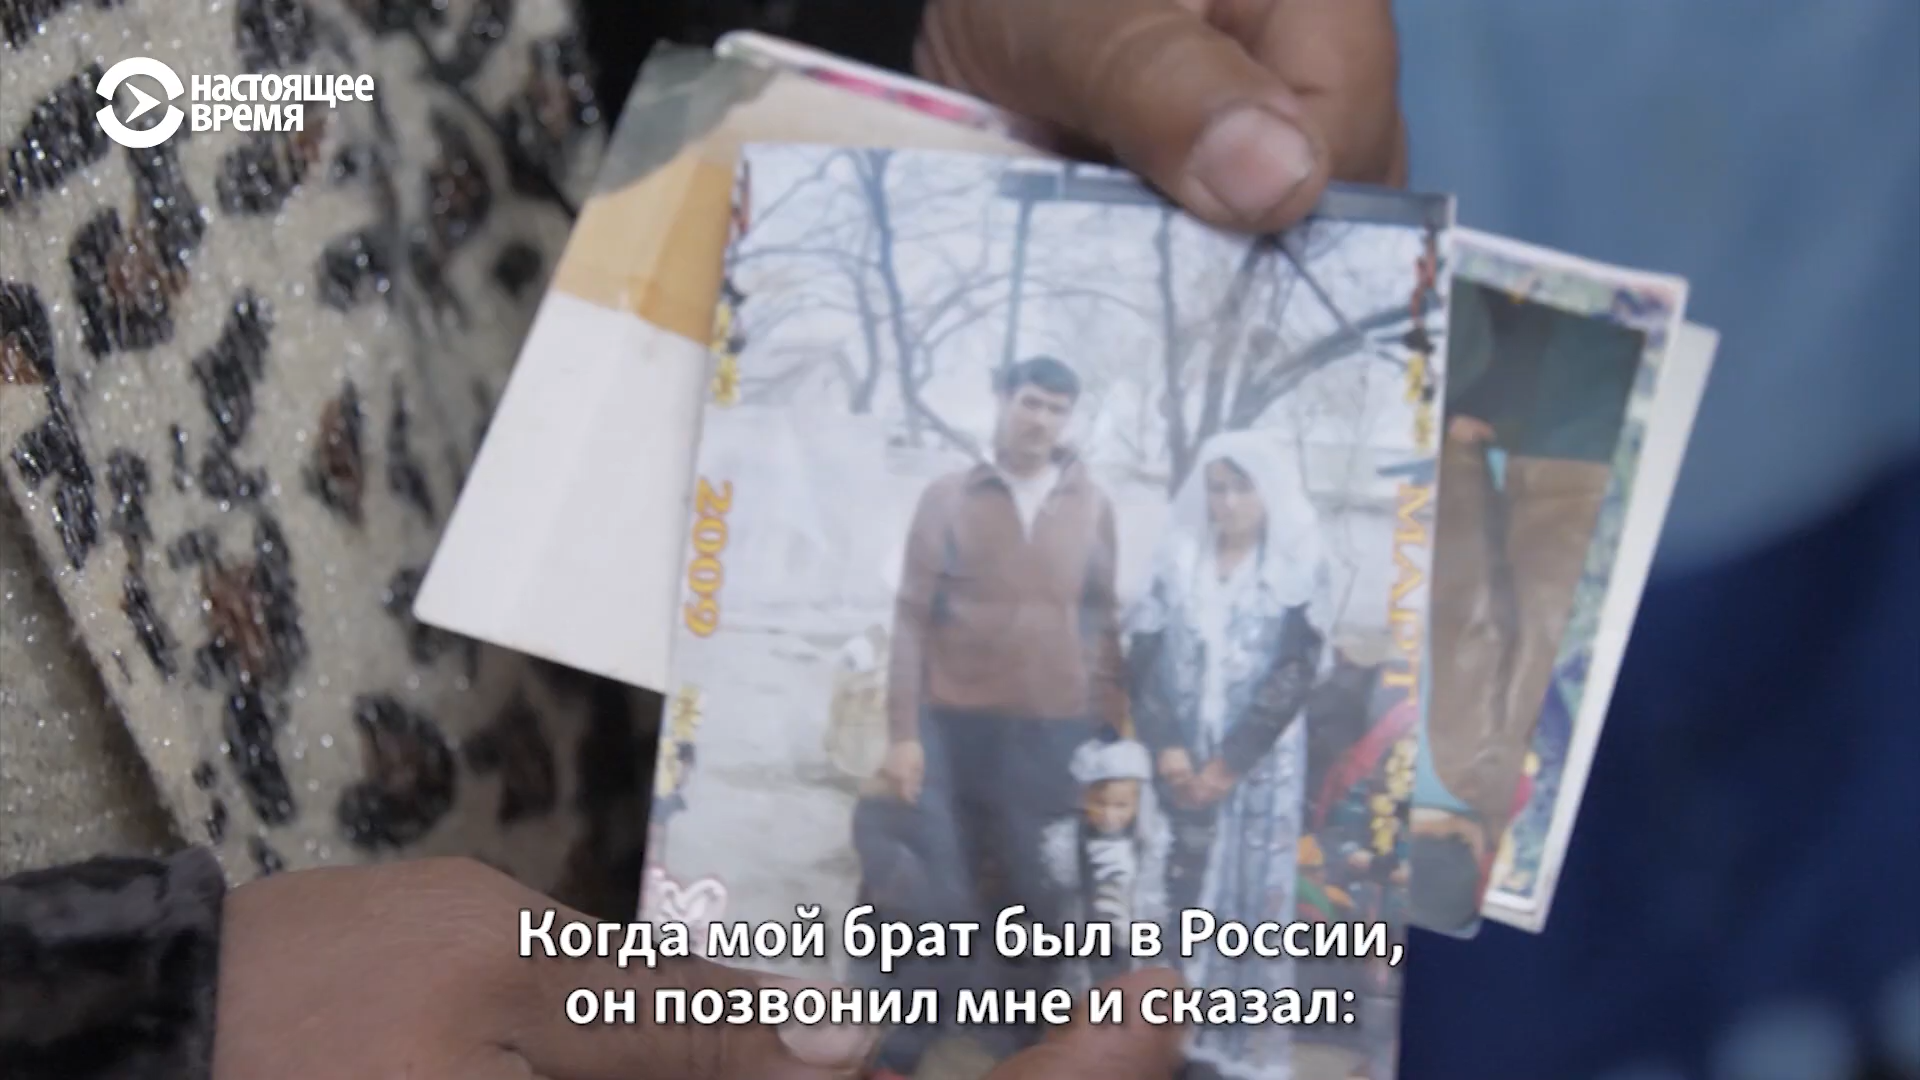 настоящее
время
2009
МАРТ
Когда мой брат был в России,
он позвонил мне и сказал: